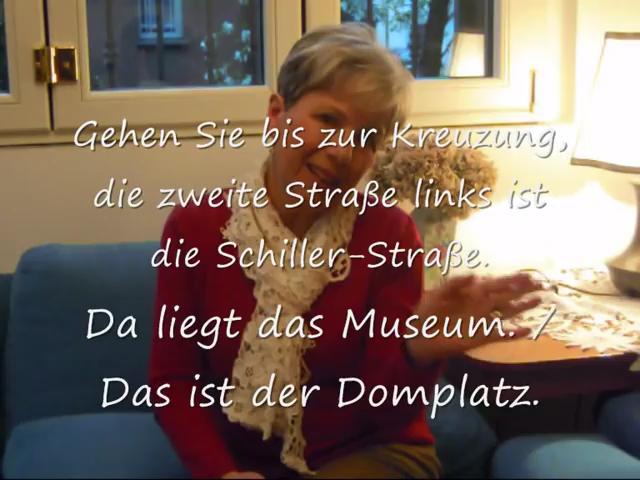 Gehen Sie bis zur Kreuzung,
die zweite Straße links ist
die Schiller-Straße.
Da liegt das Museum. /
Das ist der Domplatz.